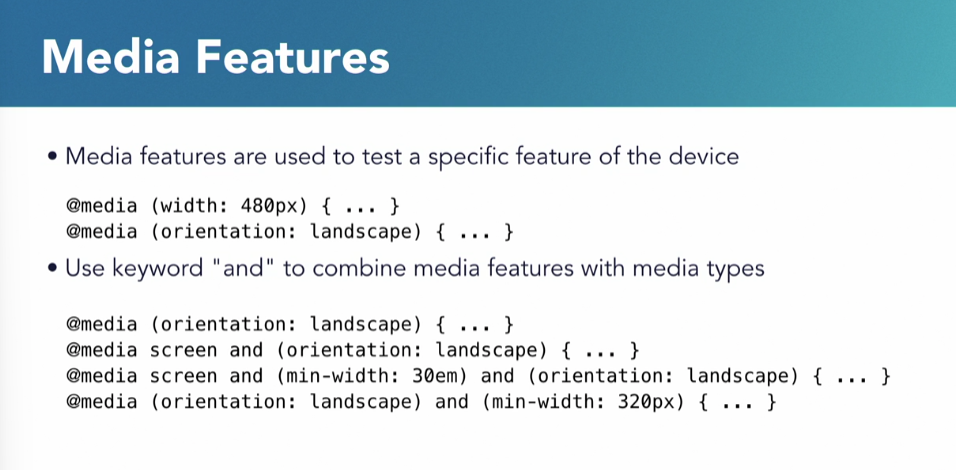 Media Features
• Media features are used to test a specific feature of the device
@media (width: 480px) { ... }
@media (orientation: landscape) { ... }
• Use keyword "and" to combine media features with media types
@media (orientation: landscape) { ... }
@media screen and (orientation: landscape) { ... }
@media screen and (min-width: 30em) and (orientation: landscape) { ... }
@media (orientation: landscape) and (min-width: 320px) { ... }